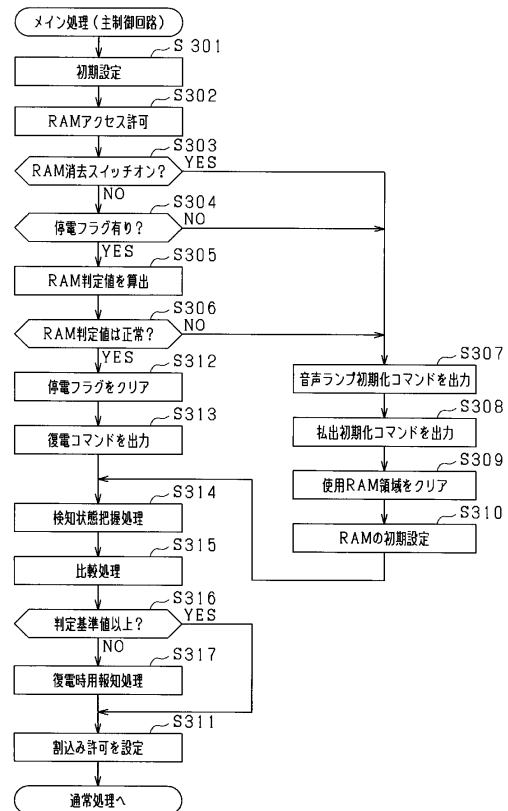 メイン処理(主制御回路)
S301
初期設定
S302
RAMアクセス許可
S303
RAM消去スイッチオン?
YES
NO
S304
停電フラグ有り?
NO
YES
S305
RAM判定値を算出
S306
RAM判定値は正常?
NO
YES
S312
停電フラグをクリア
S313
復電コマンドを出力
S307
音声ランプ初期化コマンドを出力
S308
払出初期化コマンドを出力
S309
使用RAM領域をクリア
S310
RAMの初期設定
S314
検知状態把握処理
S315
比較処理
S316
判定基準値以上?
YES
NO
S317
復電時用報知処理
S311
割込み許可を設定
通常処理へ